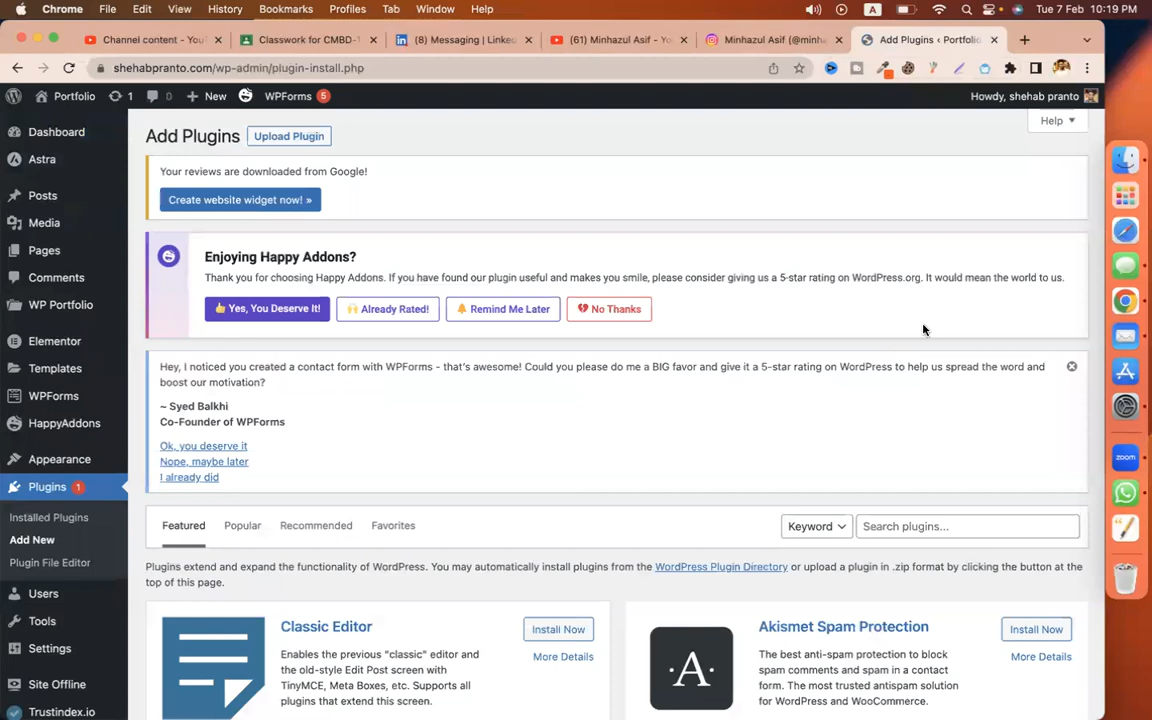 Chrome File Edit View History Bookmarks Profiles Tab Window Help A Tue 7 Feb 10:19 PM
Channel content - YouT Classwork for CMBD-1 (8) Messaging | Linked (61) Minhazul Asif - You Minhazul Asif (@minha Add Plugins ‹ Portfolio
shehabpranto.com/wp-admin/plugin-install.php
Portfolio 1 0 New WPForms 5 Howdy, shehab pranto
Dashboard
Astra
Posts
Media
Pages
Comments
WP Portfolio
Elementor
Templates
WPForms
HappyAddons
Appearance
Plugins 1
Installed Plugins
Add New
Plugin File Editor
Users
Tools
Settings
Site Offline
Trustindex.io
Help
Add Plugins Upload Plugin
Your reviews are downloaded from Google!
Create website widget now! »
Enjoying Happy Addons?
Thank you for choosing Happy Addons. If you have found our plugin useful and makes you smile, please consider giving us a 5-star rating on WordPress.org. It would mean the world to us.
Yes, You Deserve It! Already Rated! Remind Me Later No Thanks
Hey, I noticed you created a contact form with WPForms - that's awesome! Could you please do me a BIG favor and give it a 5-star rating on WordPress to help us spread the word and
boost our motivation?
~ Syed Balkhi
Co-Founder of WPForms
Ok, you deserve it
Nope, maybe later
I already did
Featured Popular Recommended Favorites Keyword Search plugins...
Plugins extend and expand the functionality of WordPress. You may automatically install plugins from the WordPress Plugin Directory or upload a plugin in .zip format by clicking the button at the
top of this page.
Classic Editor
Install Now
More Details
Enables the previous "classic" editor and
the old-style Edit Post screen with
TinyMCE, Meta Boxes, etc. Supports all
plugins that extend this screen.
A
Akismet Spam Protection
Install Now
More Details
The best anti-spam protection to block
spam comments and spam in a contact
form. The most trusted antispam solution
for WordPress and WooCommerce.
zoom